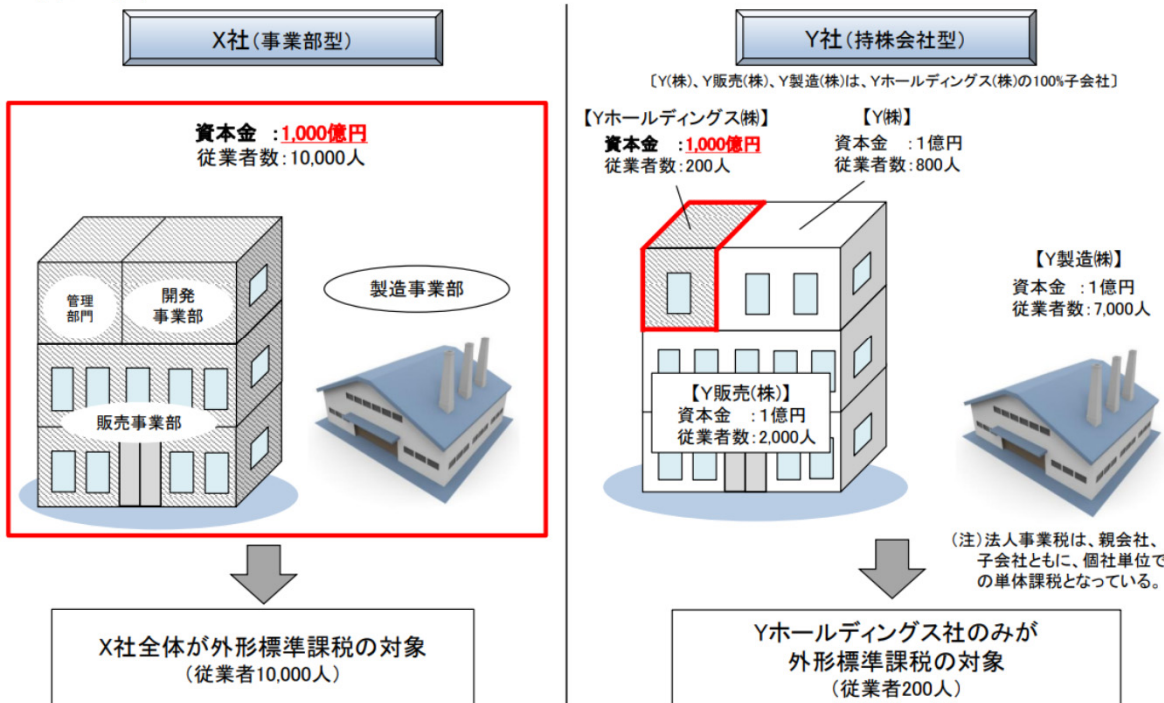 X社(事業部型)
資本金 :1,000億円
従業者数:10,000人
管理
部門
開発
事業部
販売事業部
製造事業部
X社全体が外形標準課税の対象
(従業者10,000人)
Y社(持株会社型)
〔Y(株)、Y販売(株)、Y製造(株)は、Yホールディングス(株)の100%子会社〕
【Yホールディングス㈱】
資本金 :1,000億円
従業者数:200人
【Y㈱】
資本金 :1億円
従業者数:800人
【Y製造㈱】
資本金 :1億円
従業者数:7,000人
【Y販売(株)】
資本金 :1億円
従業者数:2,000人
(注)法人事業税は、親会社、
子会社ともに、個社単位で
の単体課税となっている。
Yホールディングス社のみが
外形標準課税の対象
(従業者200人)